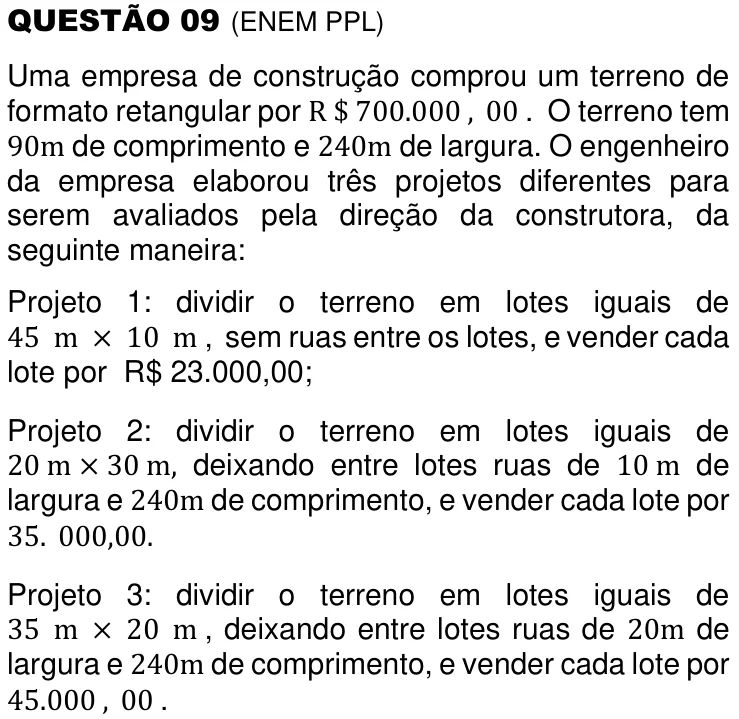 QUESTÃO 09 (ENEM PPL)
Uma empresa de construção comprou um terreno de
formato retangular por R $ 700.000 , 00 . O terreno tem
90m de comprimento e 240m de largura. O engenheiro
da empresa elaborou três projetos diferentes para
serem avaliados pela direção da construtora, da
seguinte maneira:
Projeto 1: dividir o terreno em lotes iguais de
45 m × 10 m , sem ruas entre os lotes, e vender cada
lote por R$ 23.000,00;
Projeto 2: dividir o terreno em lotes iguais de
20 m × 30 m, deixando entre lotes ruas de 10 m de
largura e 240m de comprimento, e vender cada lote por
35. 000,00.
Projeto 3: dividir o terreno em lotes iguais de
35 m × 20 m , deixando entre lotes ruas de 20m de
largura e 240m de comprimento, e vender cada lote por
45.000 , 00 .